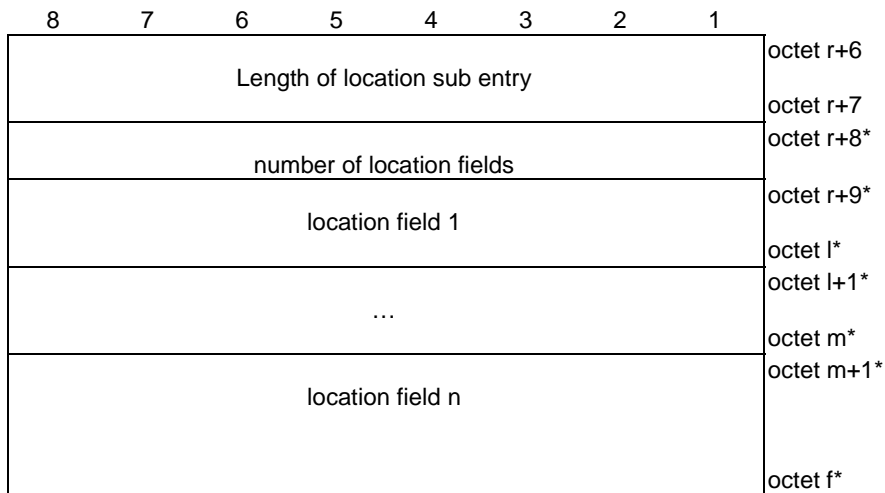 8 7 6 5 4 3 2 1
octet r+6
Length of location sub entry
octet r+7
octet r+8*
number of location fields
octet r+9*
location field 1
octet l*
octet l+1*
…
octet m*
octet m+1*
location field n
octet f*